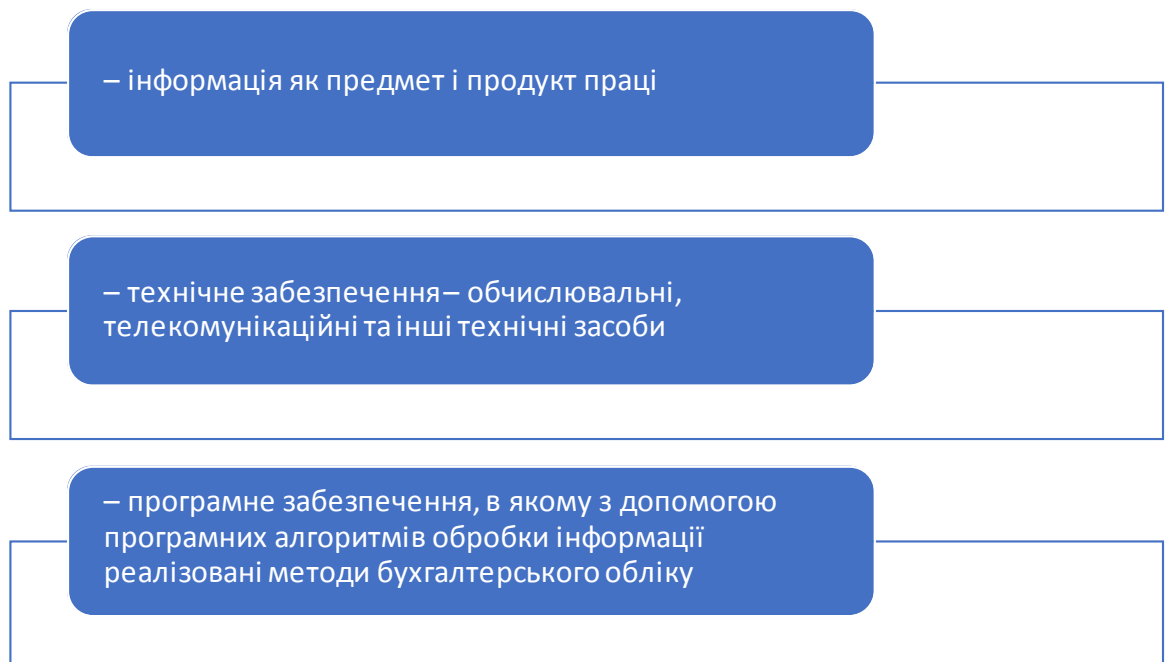 – інформація як предмет і продукт праці
– технічне забезпечення– обчислювальні,
телекомунікаційні та інші технічні засоби
– програмне забезпечення, в якому з допомогою
програмних алгоритмів обробки інформації
реалізовані методи бухгалтерського обліку